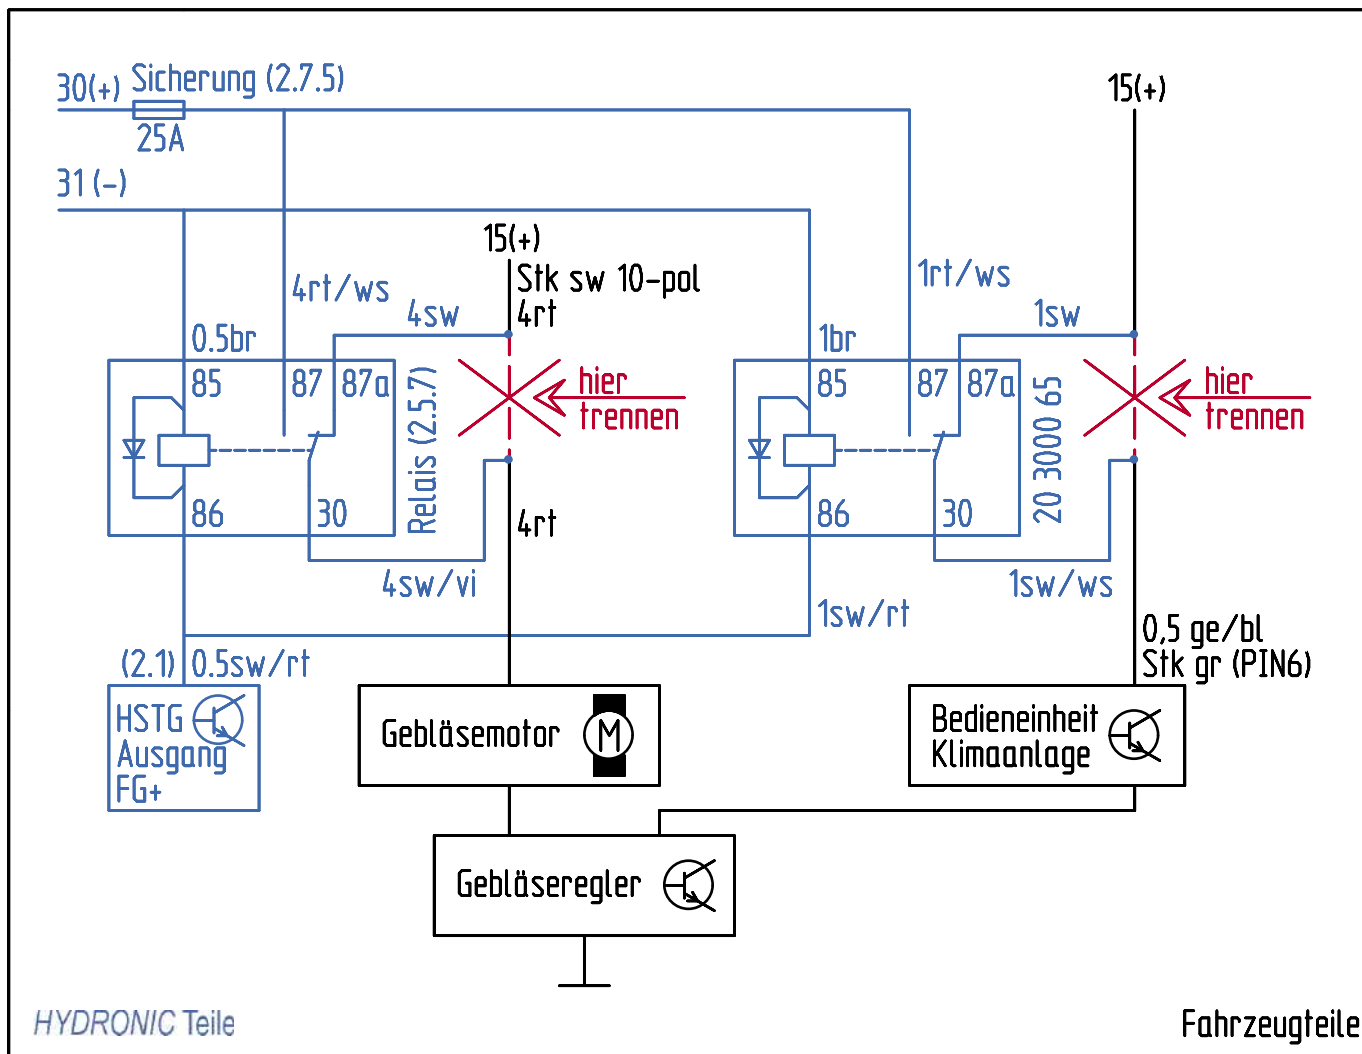 30(+)
Sicherung (2.7.5)
25A
31 (-)
15(+)
15(+)
Stk sw 10-pol
4rt
4rt/ws
4sw
0.5br
1rt/ws
1sw
1br
85
87
87a
86
30
Relais (2.5.7)
hier
trennen
85
87
87a
86
30
20 3000 65
hier
trennen
4rt
4sw/vi
1sw/ws
1sw/rt
(2.1)
0.5sw/rt
0,5 ge/bl
Stk gr (PIN6)
HSTG
Ausgang
FG+
Gebläsemotor
M
Bedieneinheit
Klimaanlage
Gebläseregler
HYDRONIC Teile
Fahrzeugteile